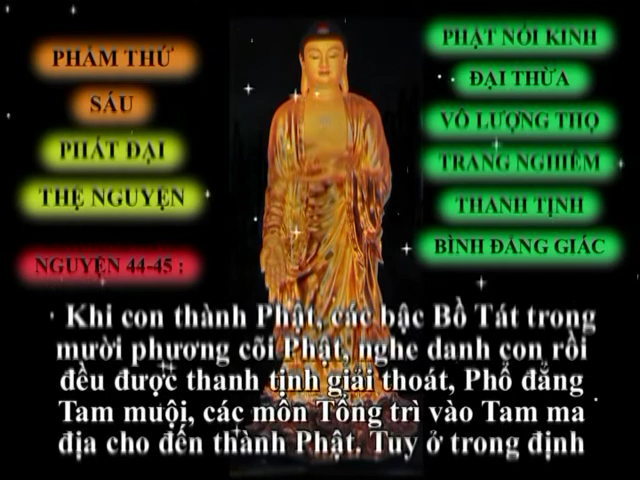 PHẨM THỨ
SÁU
PHÁT ĐẠI
THỆ NGUYỆN
NGUYỆN 44-45 :
PHẬT NÓI KINH
ĐẠI THỪA
VÔ LƯỢNG THỌ
TRANG NGHIÊM
THANH TỊNH
BÌNH ĐẲNG GIÁC
Khi con thành Phật, các bậc Bồ Tát trong
mười phương cõi Phật, nghe danh con rồi
đều được thanh tịnh giải thoát, Phổ đẳng
Tam muội, các môn Tổng trì vào Tam ma
địa cho đến thành Phật. Tuy ở trong định